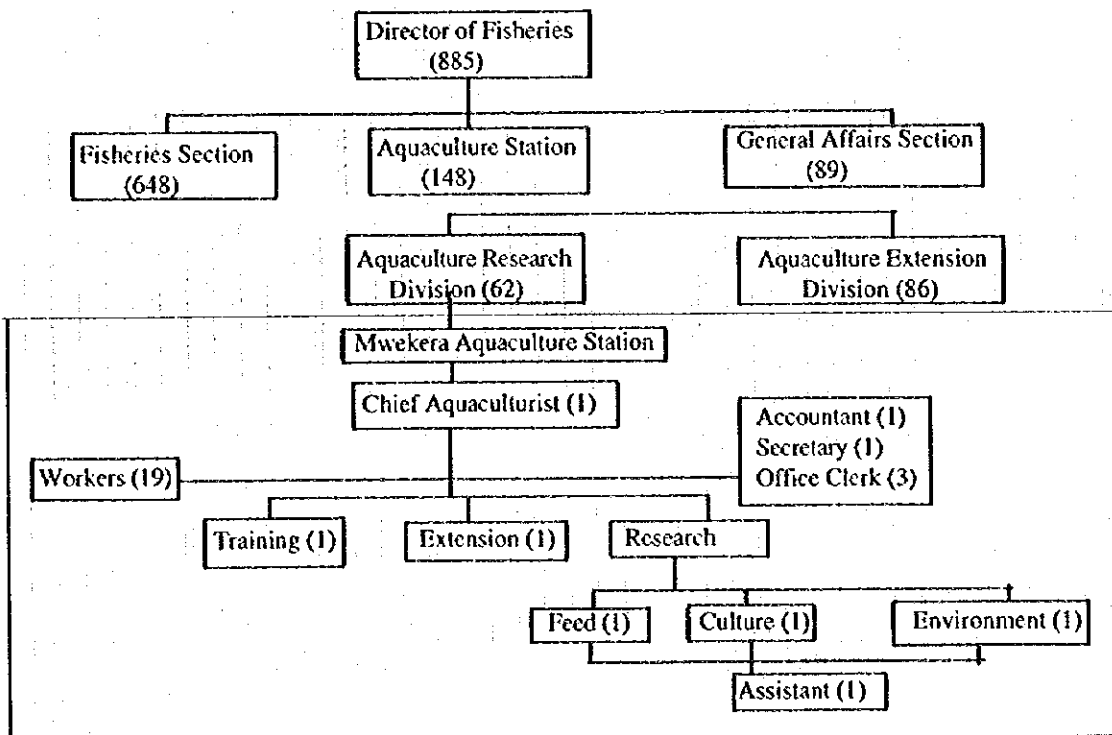 Director of Fisheries
(885)
Fisheries Section
(648)
Aquaculture Station
(148)
General Affairs Section
(89)
Aquaculture Research
Division (62)
Aquaculture Extension
Division (86)
Mwekera Aquaculture Station
Chief Aquaculturist (1)
Accountant (1)
Secretary (1)
Office Clerk (3)
Workers (19)
Training (1)
Extension (1)
Research
Feed (1)
Culture (1)
Environment (1)
Assistant (1)